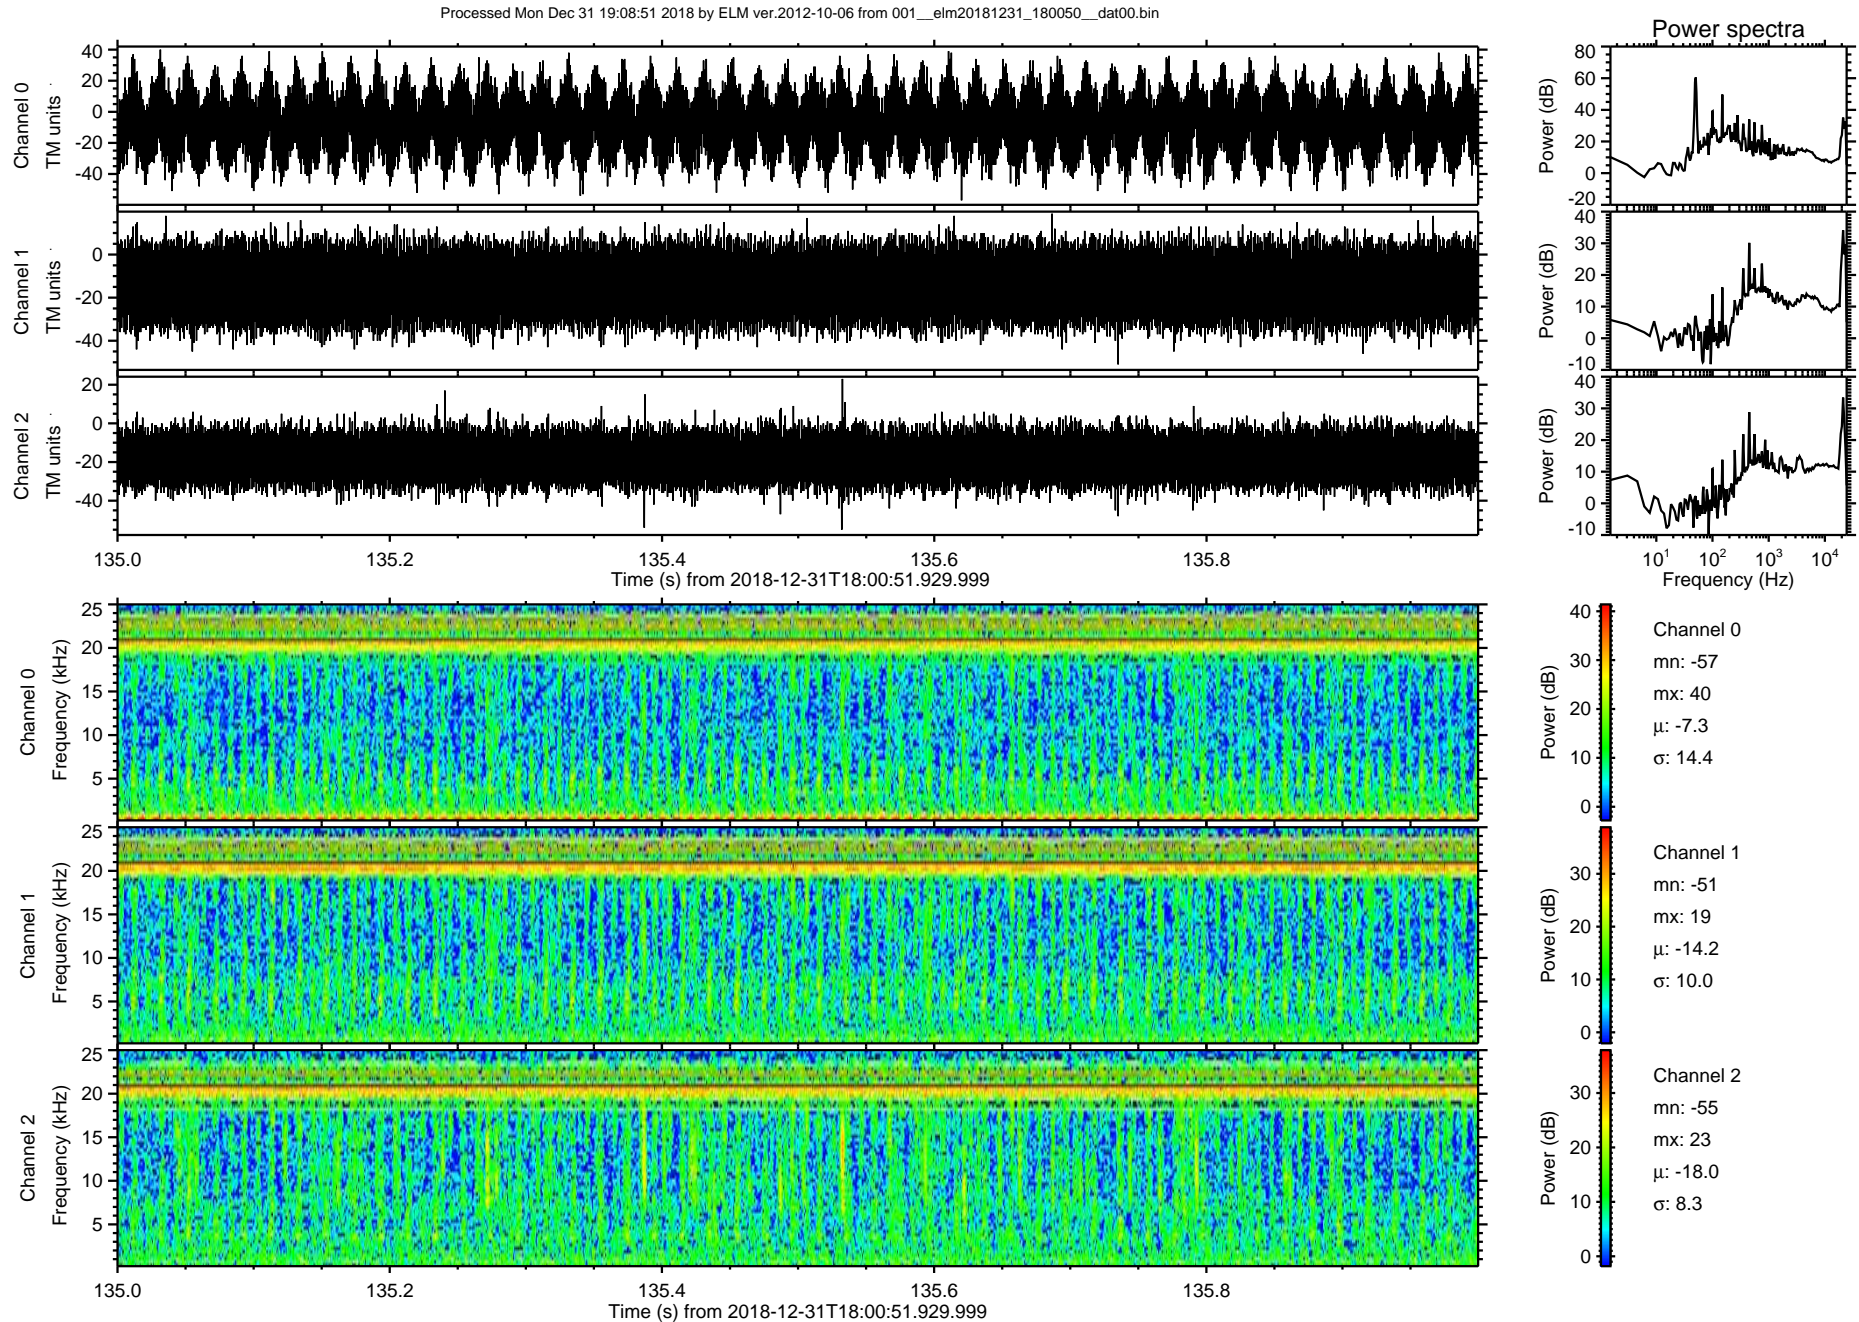 Processed Mon Dec 31 19:08:51 2018 by ELM ver.2012-10-06 from 001__elm20181231_180050__dat00.bin
Power spectra
Channel 0
TM units
40
20
0
-20
-40
Power (dB)
80
60
40
20
0
-20
Channel 1
TM units
0
-20
-40
Power (dB)
40
30
20
10
0
-10
Channel 2
TM units
20
0
-20
-40
Power (dB)
40
30
20
10
0
-10
135.0 135.2 135.4 135.6 135.8
Time (s) from 2018-12-31T18:00:51.929.999
10^1 10^2 10^3 10^4
Frequency (Hz)
Channel 0
Frequency (kHz)
25
20
15
10
5
Power (dB)
40
30
20
10
0
Channel 0
mn: -57
mx: 40
μ: -7.3
σ: 14.4
Channel 1
Frequency (kHz)
25
20
15
10
5
Power (dB)
30
20
10
0
Channel 1
mn: -51
mx: 19
μ: -14.2
σ: 10.0
Channel 2
Frequency (kHz)
25
20
15
10
5
Power (dB)
30
20
10
0
Channel 2
mn: -55
mx: 23
μ: -18.0
σ: 8.3
135.0 135.2 135.4 135.6 135.8
Time (s) from 2018-12-31T18:00:51.929.999